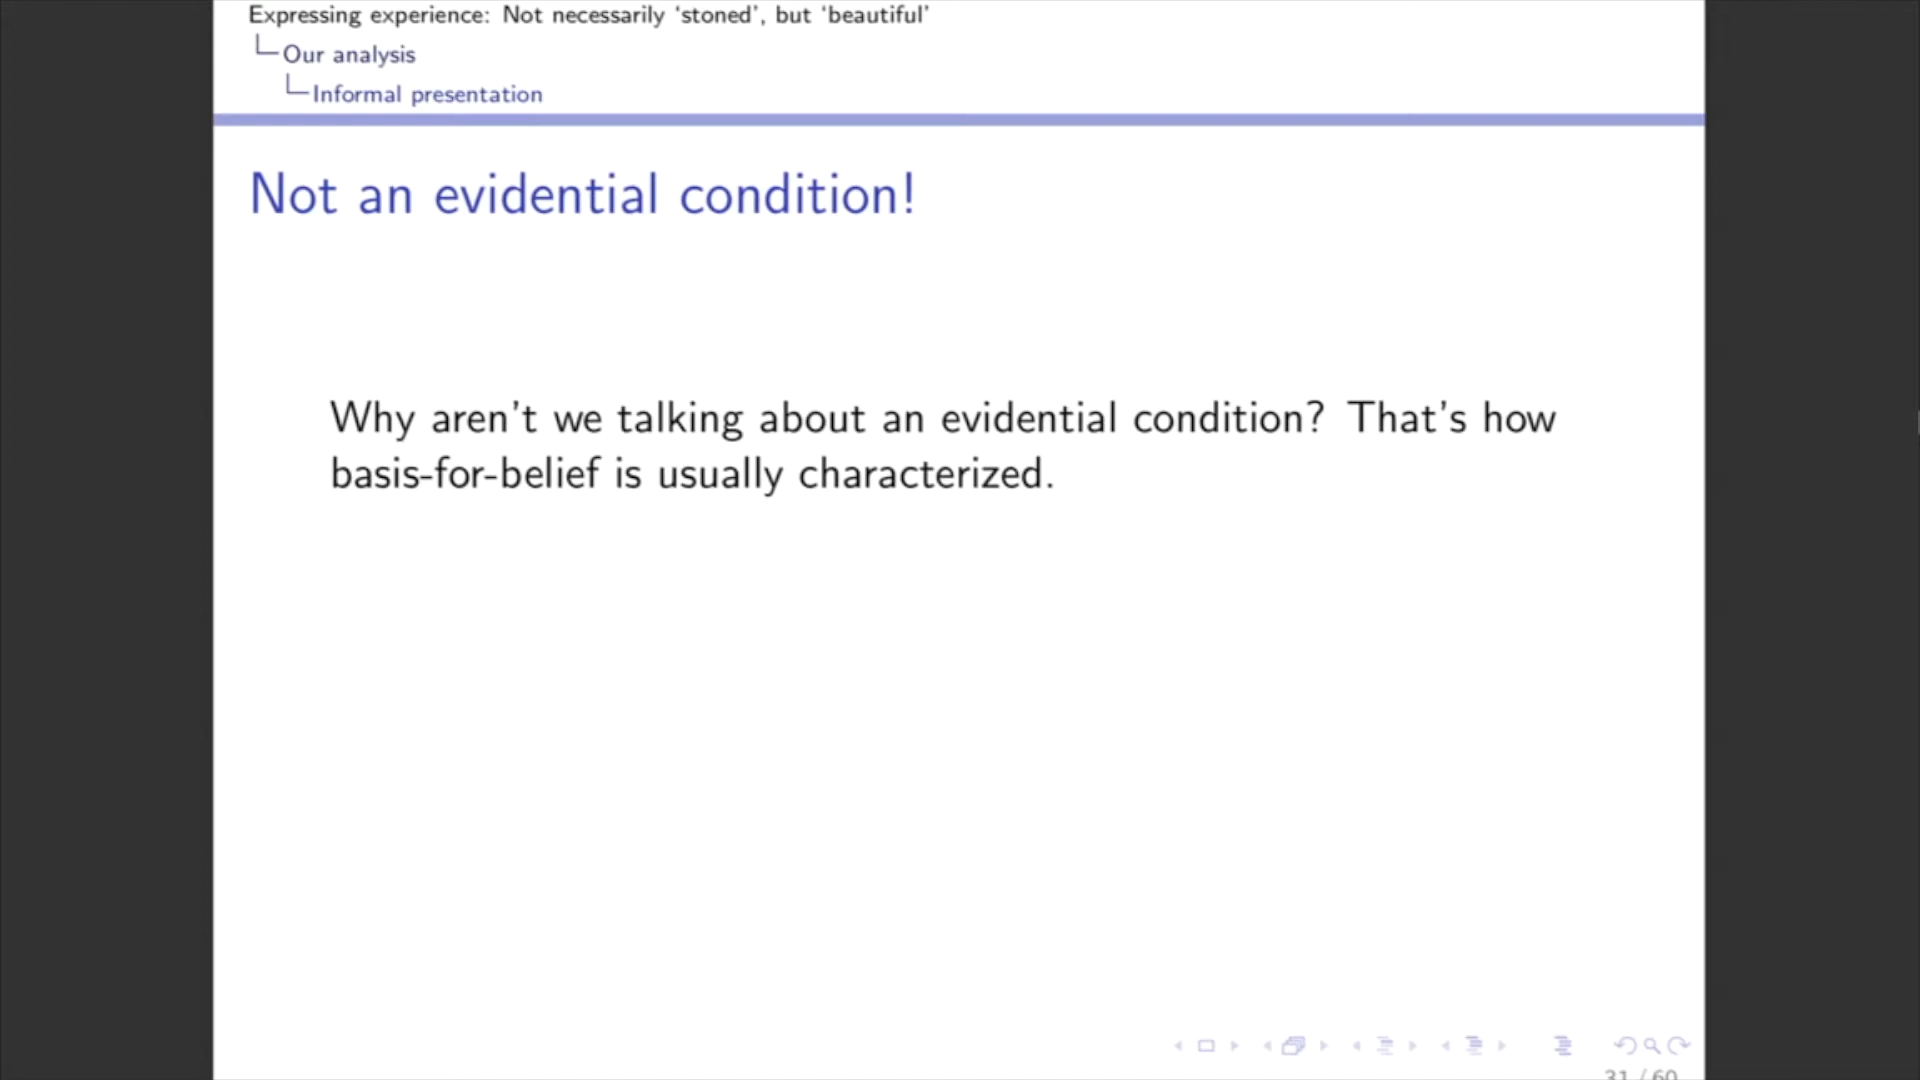 Expressing experience: Not necessarily ‘stoned’, but ‘beautiful’
Our analysis
Informal presentation
Not an evidential condition!
Why aren’t we talking about an evidential condition? That’s how
basis-for-belief is usually characterized.
31 / 60